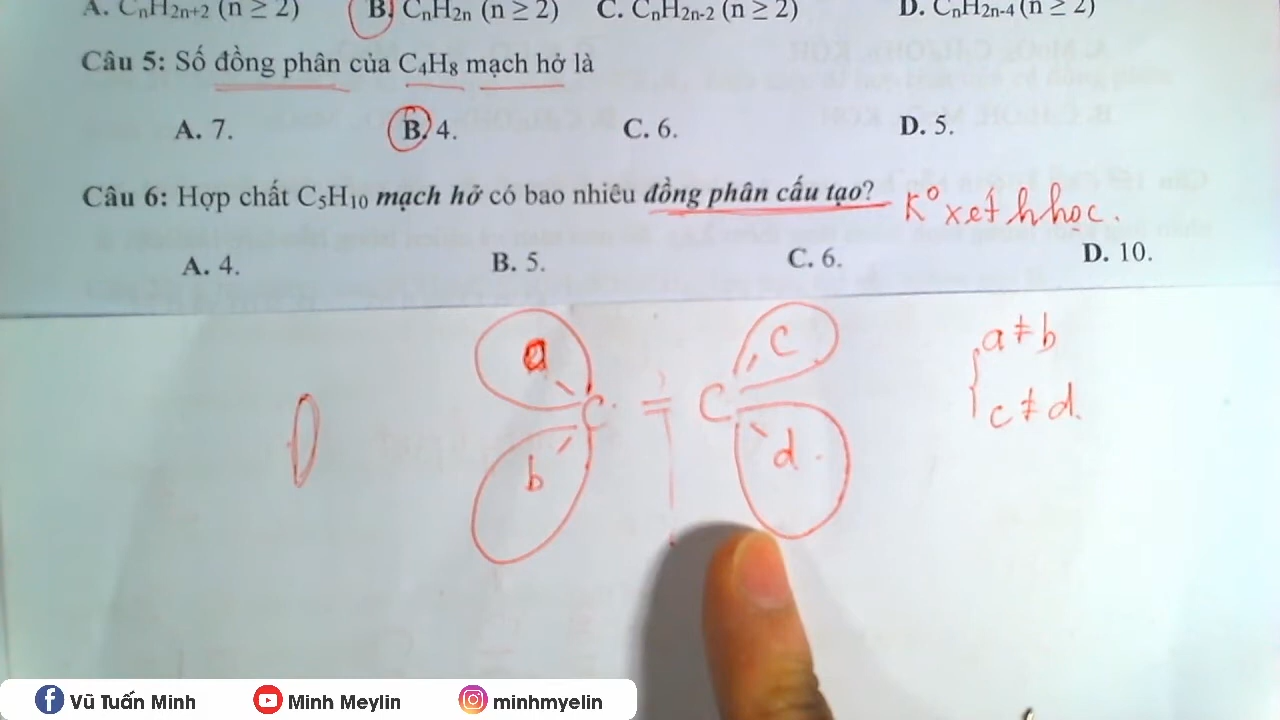 A. CₙH₂ₙ₊₂ (n ≥ 2) B. CₙH₂ₙ (n ≥ 2) C. CₙH₂ₙ₋₂ (n ≥ 2) D. CₙH₂ₙ₋₄ (n ≥ 2)
Câu 5: Số đồng phân của C₄H₈ mạch hở là
A. 7. B. 4. C. 6. D. 5.
Câu 6: Hợp chất C₅H₁₀ mạch hở có bao nhiêu đồng phân cấu tạo? K° xét hhọc.
A. 4. B. 5. C. 6. D. 10.
a c a ≠ b
C = C
b d c ≠ d.
Vũ Tuấn Minh Minh Meylin minhmyelin